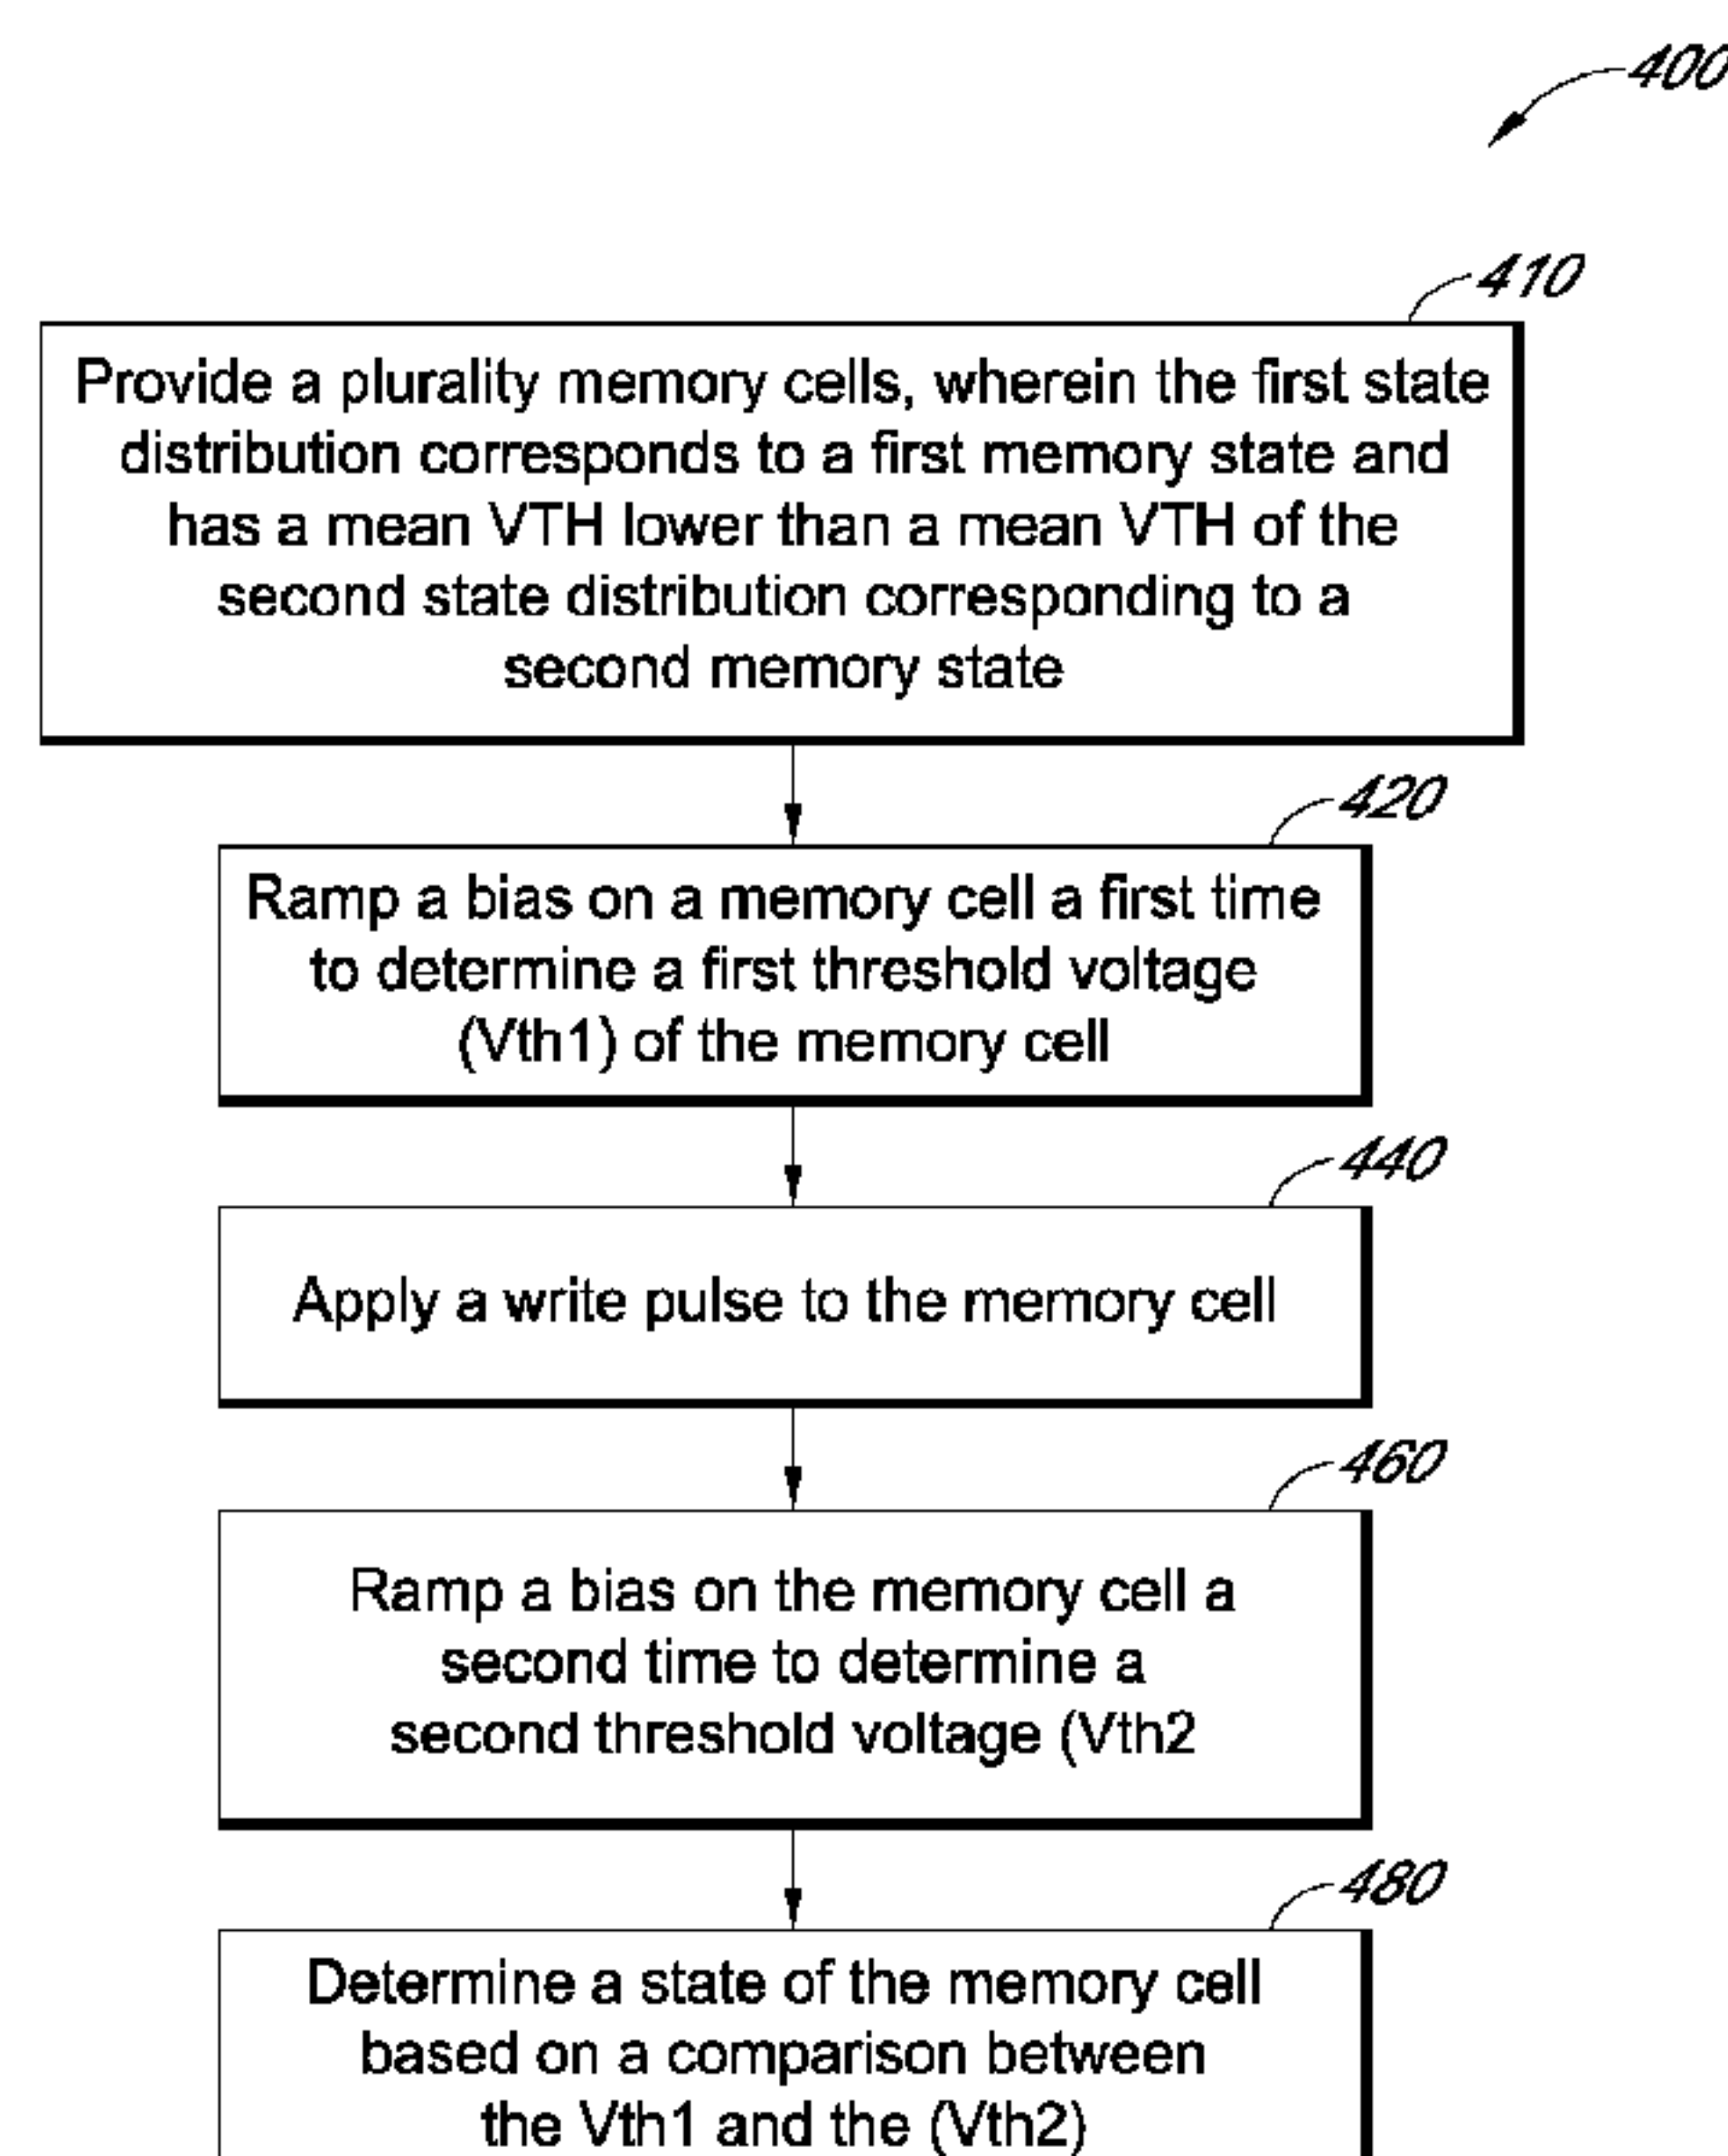 400
410
Provide a plurality memory cells, wherein the first state
distribution corresponds to a first memory state and
has a mean VTH lower than a mean VTH of the
second state distribution corresponding to a
second memory state
420
Ramp a bias on a memory cell a first time
to determine a first threshold voltage
(Vth1) of the memory cell
440
Apply a write pulse to the memory cell
460
Ramp a bias on the memory cell a
second time to determine a
second threshold voltage (Vth2
480
Determine a state of the memory cell
based on a comparison between
the Vth1 and the (Vth2)